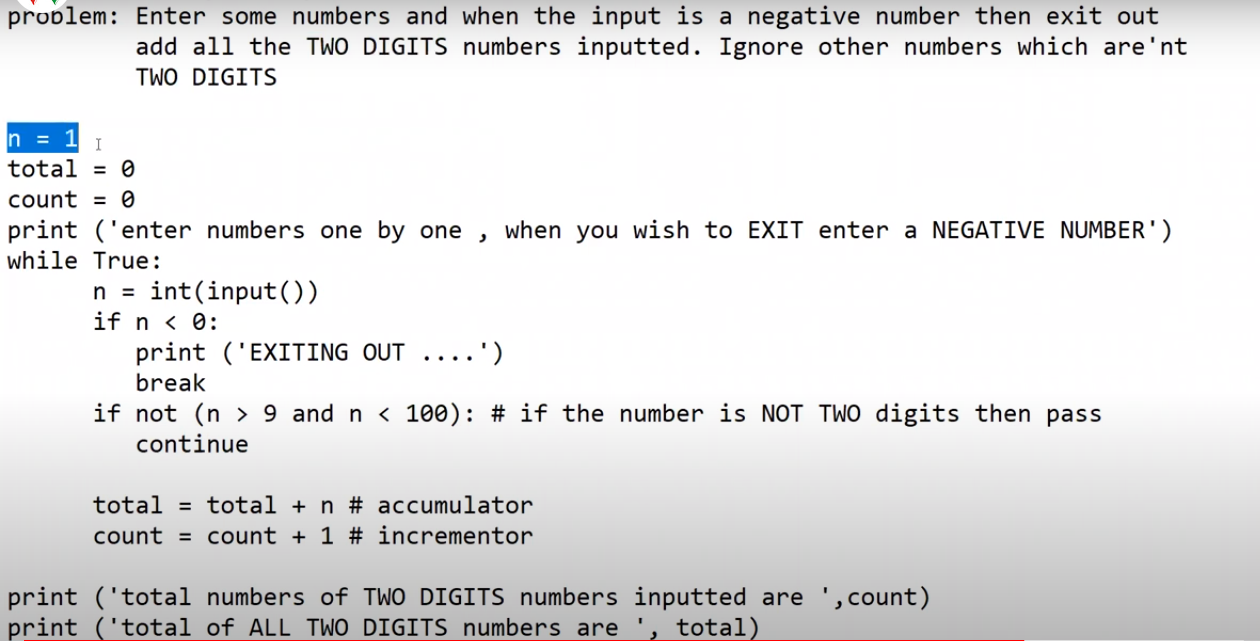 problem: Enter some numbers and when the input is a negative number then exit out
add all the TWO DIGITS numbers inputted. Ignore other numbers which are'nt
TWO DIGITS
n = 1
total = 0
count = 0
print ('enter numbers one by one , when you wish to EXIT enter a NEGATIVE NUMBER')
while True:
n = int(input())
if n < 0:
print ('EXITING OUT ....')
break
if not (n > 9 and n < 100): # if the number is NOT TWO digits then pass
continue
total = total + n # accumulator
count = count + 1 # incrementor
print ('total numbers of TWO DIGITS numbers inputted are ',count)
print ('total of ALL TWO DIGITS numbers are ', total)